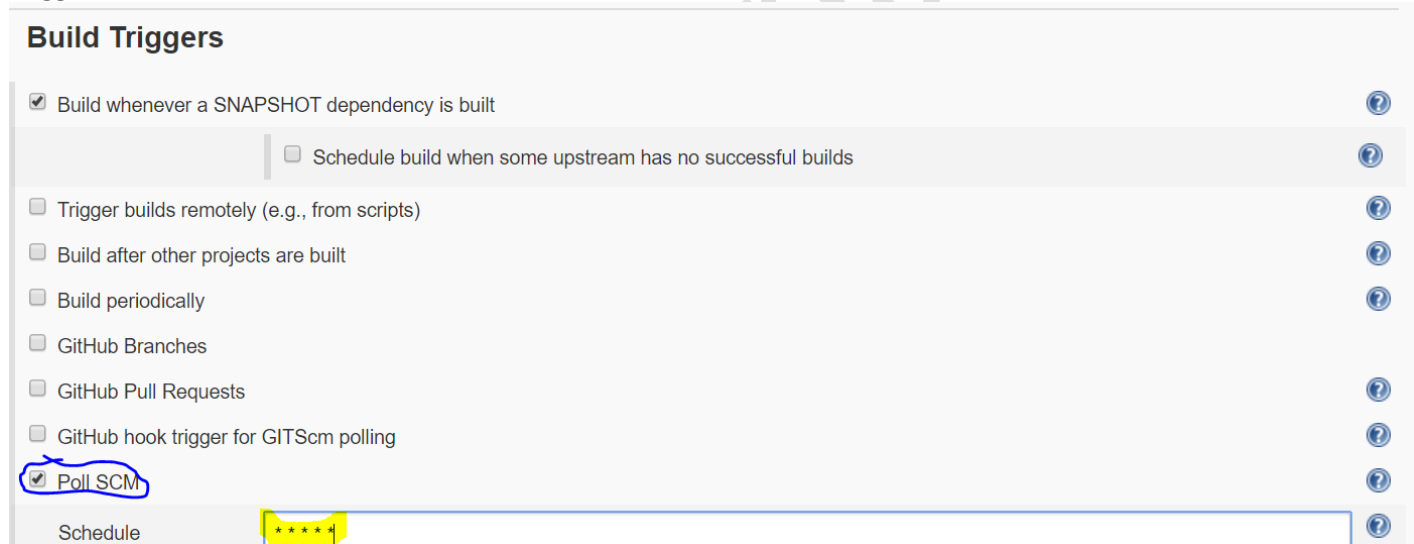 Build Triggers
Build whenever a SNAPSHOT dependency is built
Schedule build when some upstream has no successful builds
Trigger builds remotely (e.g., from scripts)
Build after other projects are built
Build periodically
GitHub Branches
GitHub Pull Requests
GitHub hook trigger for GITScm polling
Poll SCM
Schedule * * * * *